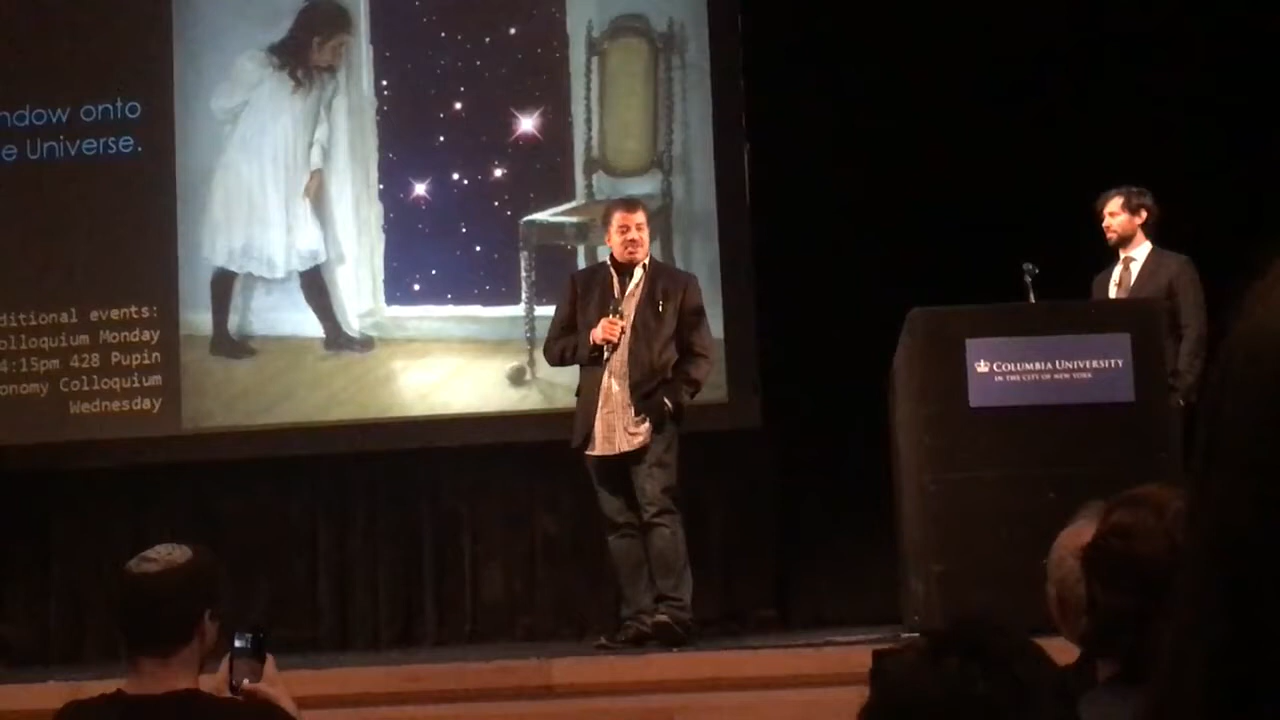 ndow onto
e Universe.
ditional events:
olloquium Monday
4:15pm 428 Pupin
onomy Colloquium
Wednesday
COLUMBIA UNIVERSITY
IN THE CITY OF NEW YORK